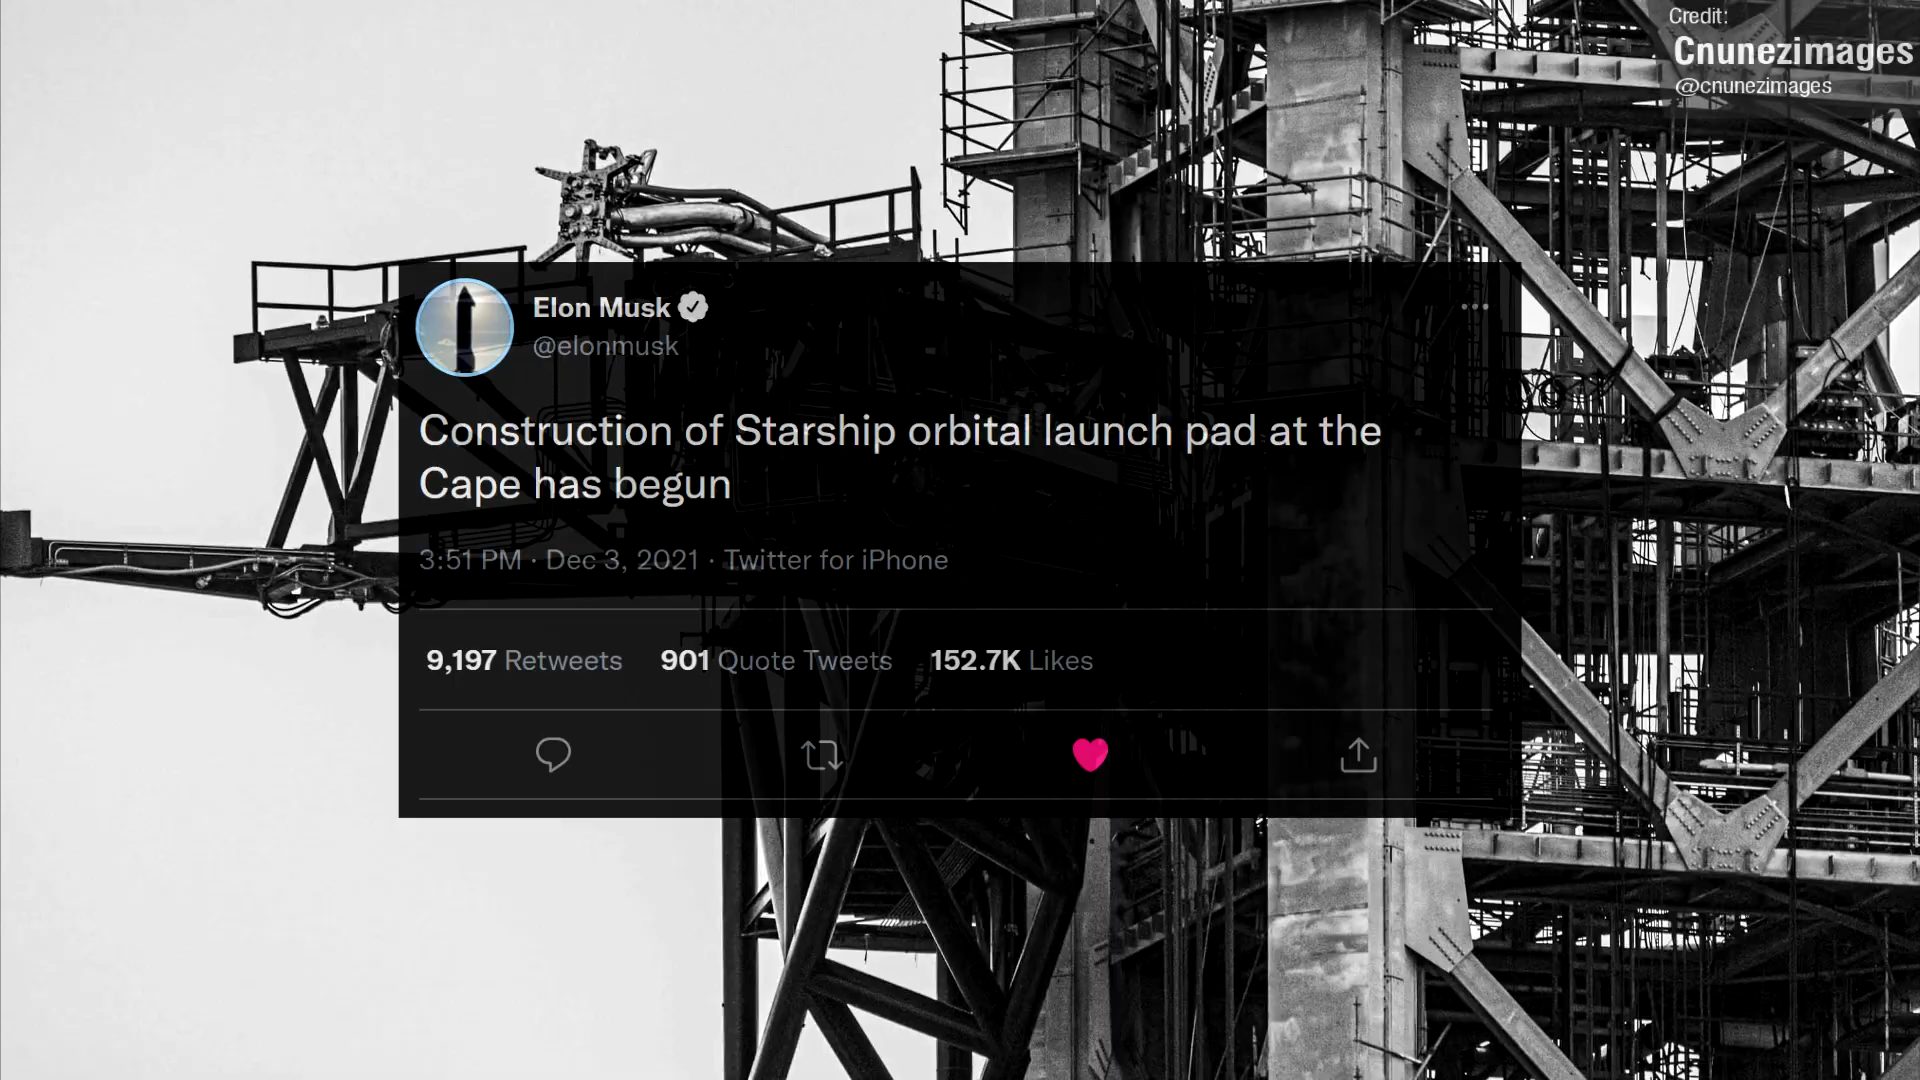 Credit:
Cnunezimages
@cnunezimages
Elon Musk
@elonmusk
Construction of Starship orbital launch pad at the
Cape has begun
3:51 PM · Dec 3, 2021 · Twitter for iPhone
9,197 Retweets 901 Quote Tweets 152.7K Likes